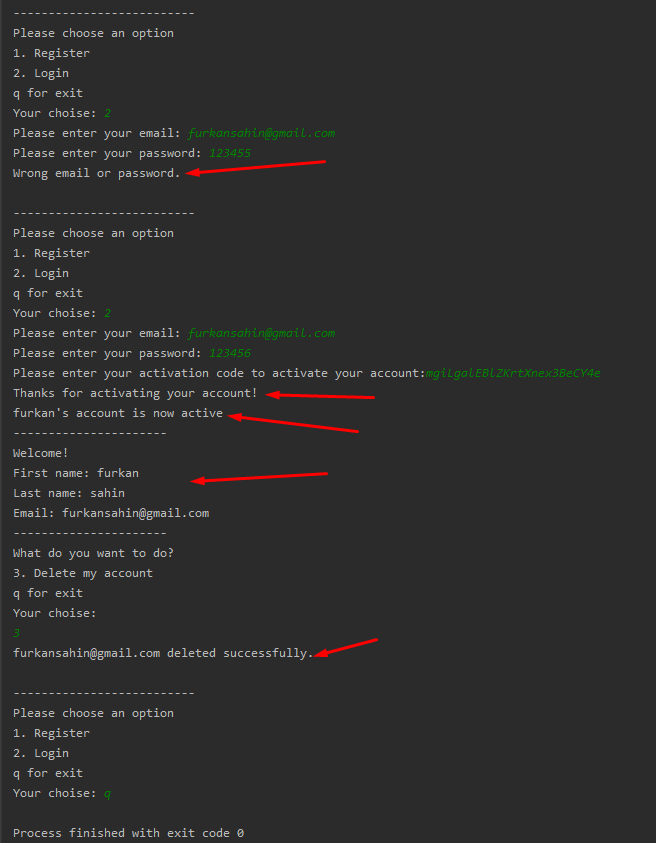 --------------------------
Please choose an option
1. Register
2. Login
q for exit
Your choise: 2
Please enter your email: furkansahin@gmail.com
Please enter your password: 123455
Wrong email or password.
--------------------------
Please choose an option
1. Register
2. Login
q for exit
Your choise: 2
Please enter your email: furkansahin@gmail.com
Please enter your password: 123456
Please enter your activation code to activate your account:mgiLgalEBlZKrtXnex3BeCY4e
Thanks for activating your account!
furkan's account is now active
----------------------
Welcome!
First name: furkan
Last name: sahin
Email: furkansahin@gmail.com
----------------------
What do you want to do?
3. Delete my account
q for exit
Your choise:
3
furkansahin@gmail.com deleted successfully.
--------------------------
Please choose an option
1. Register
2. Login
q for exit
Your choise: q
Process finished with exit code 0